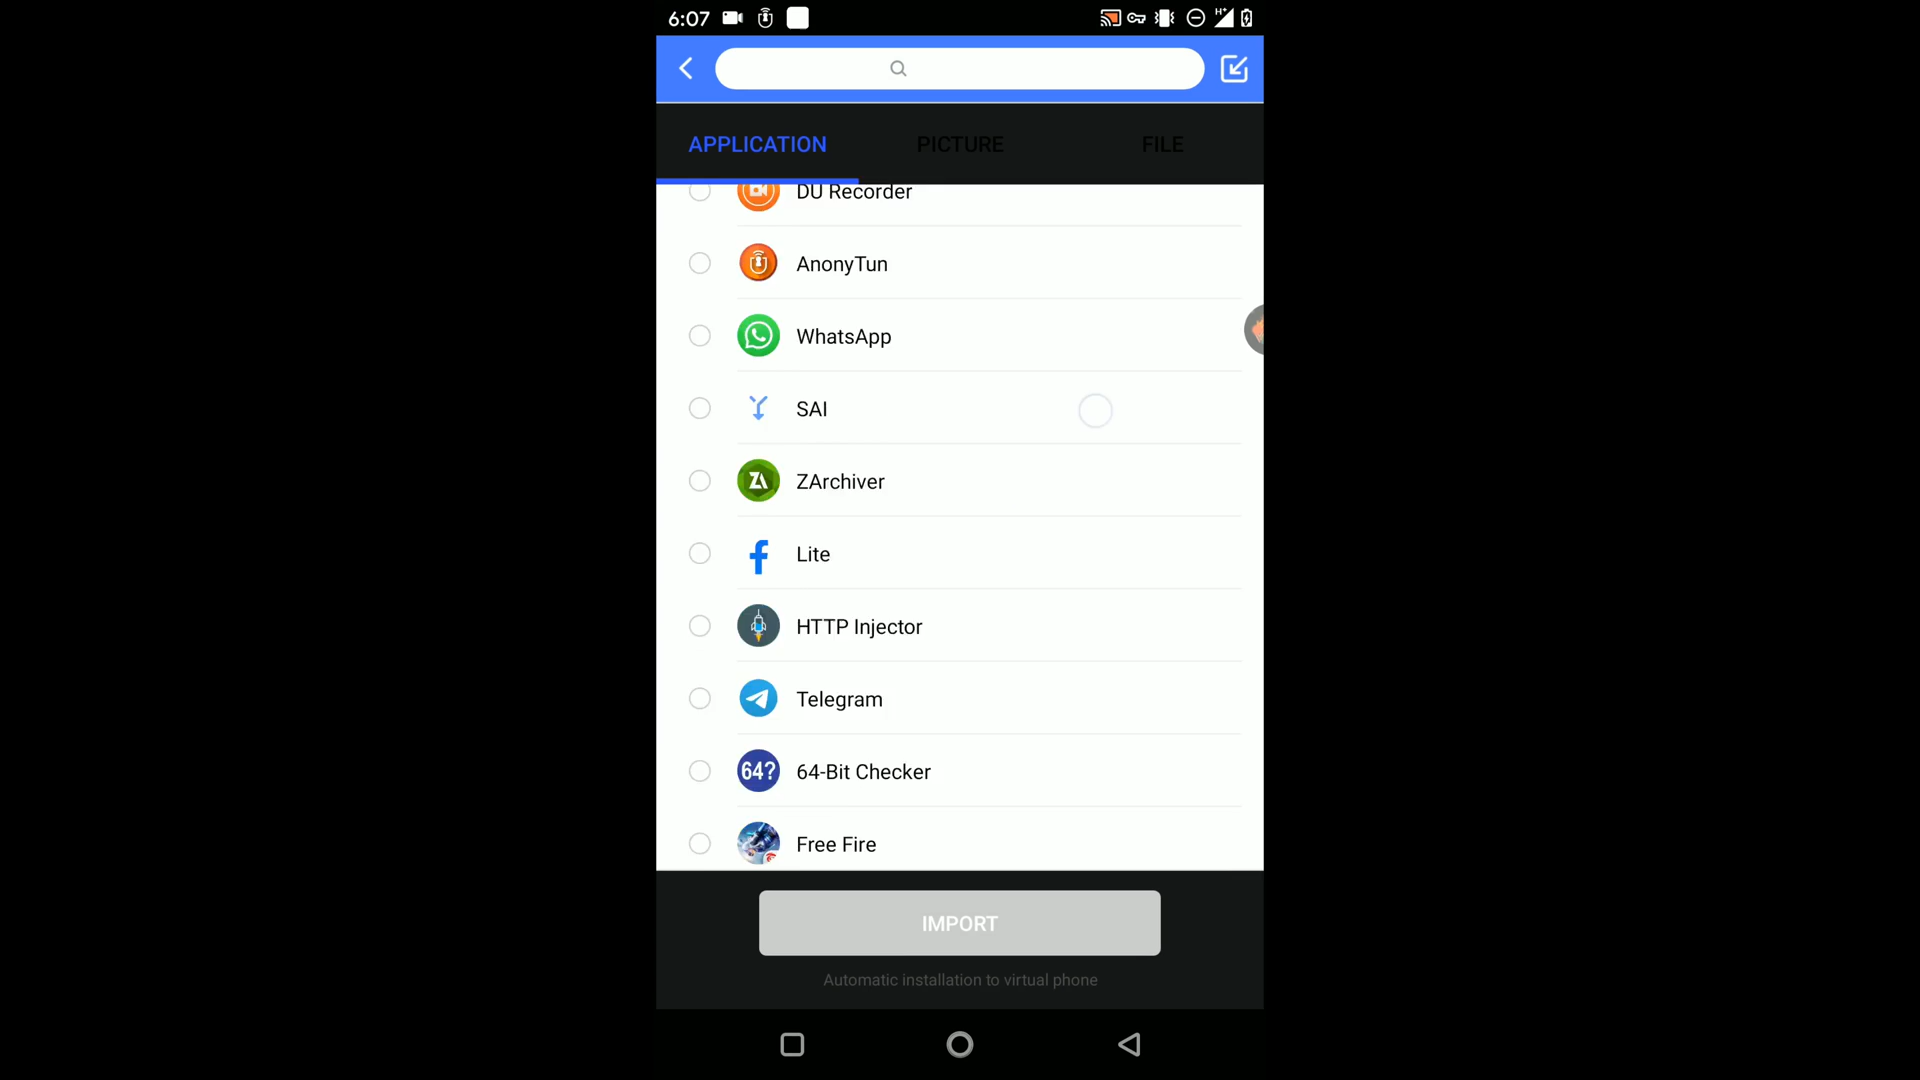 6:07
H+
APPLICATION PICTURE FILE
DU Recorder
AnonyTun
WhatsApp
SAI
ZA ZArchiver
f Lite
HTTP Injector
Telegram
64? 64-Bit Checker
Free Fire
IMPORT
Automatic installation to virtual phone